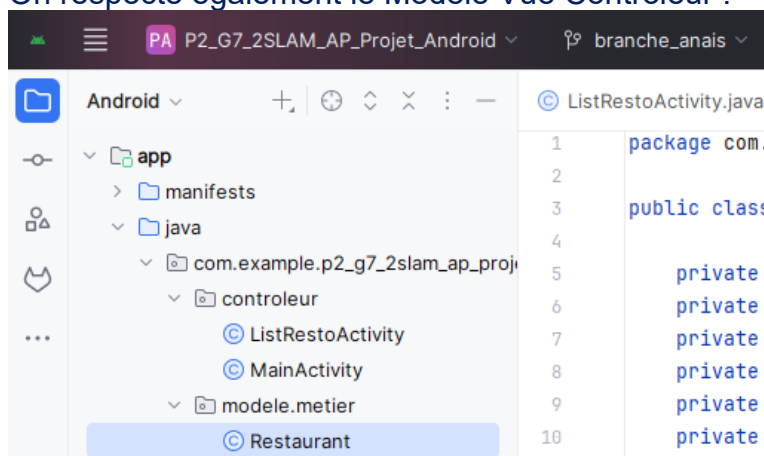 On respecte également le Modèle Vue Contrôleur :
PA P2_G7_2SLAM_AP_Projet_Android branche_anais
Android ListRestoActivity.java
app
manifests
java
com.example.p2_g7_2slam_ap_proje
controleur
ListRestoActivity
MainActivity
modele.metier
Restaurant
1 package com.
2
3 public class
4
5 private
6 private
7 private
8 private
9 private
10 private